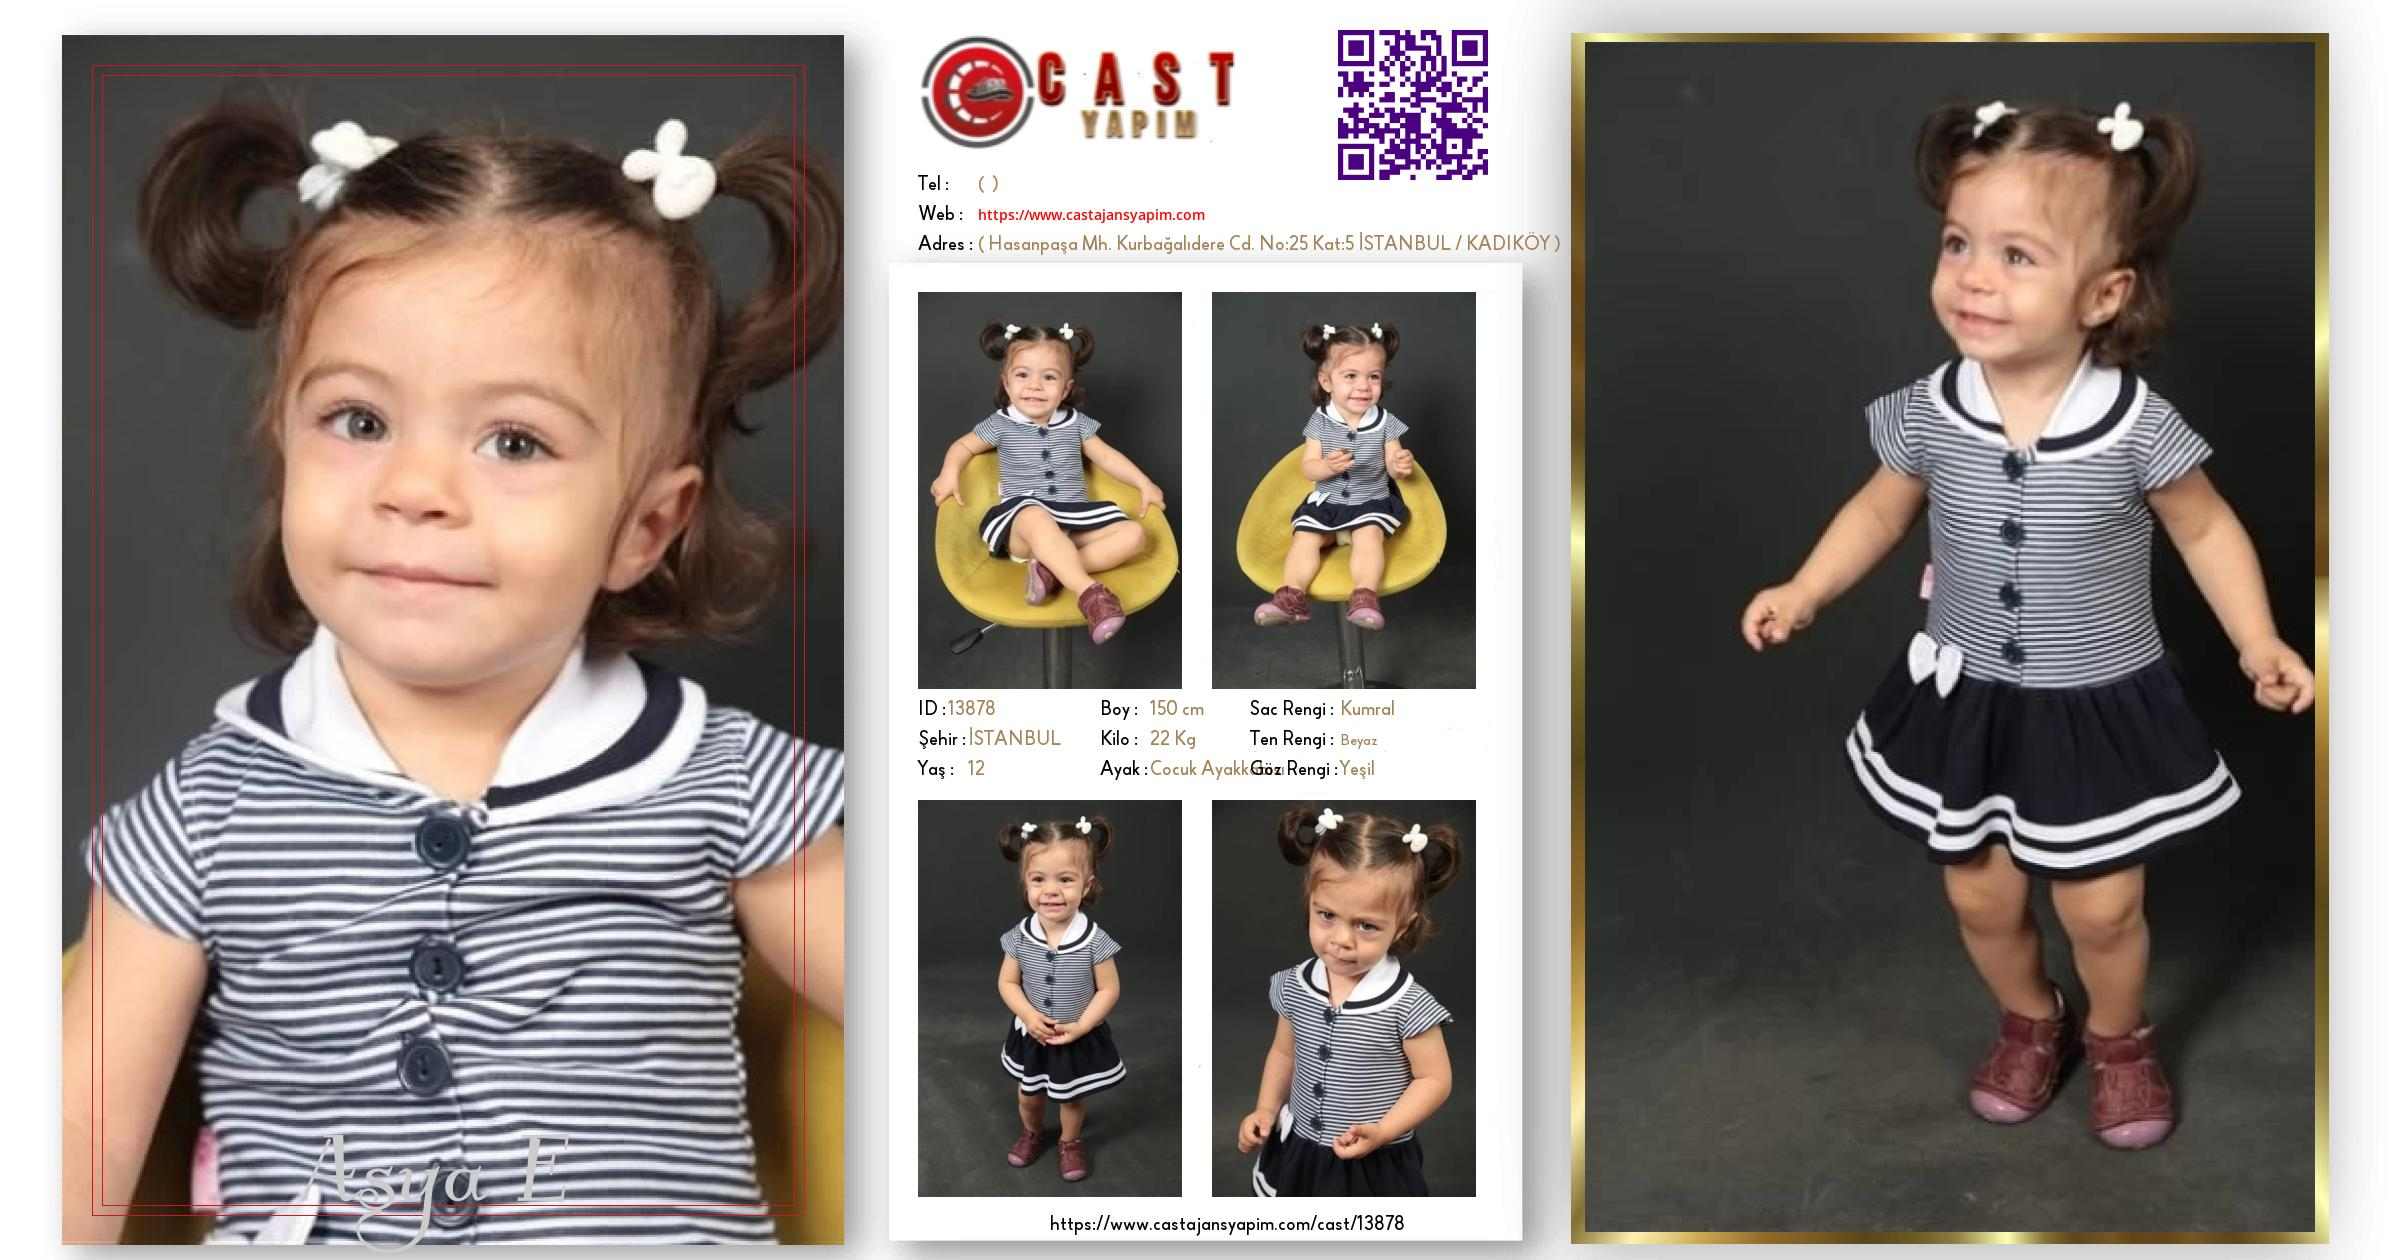 CAST
YAPIM
Tel : ( )
Web : https://www.castajansyapim.com
Adres : ( Hasanpaşa Mh. Kurbağalıdere Cd. No:25 Kat:5 İSTANBUL / KADIKÖY )
ID : 13878 Boy : 150 cm Sac Rengi : Kumral
Şehir : İSTANBUL Kilo : 22 Kg Ten Rengi : Beyaz
Yaş : 12 Ayak : Cocuk Göz Rengi : Yeşil
Asya E
https://www.castajansyapim.com/cast/13878